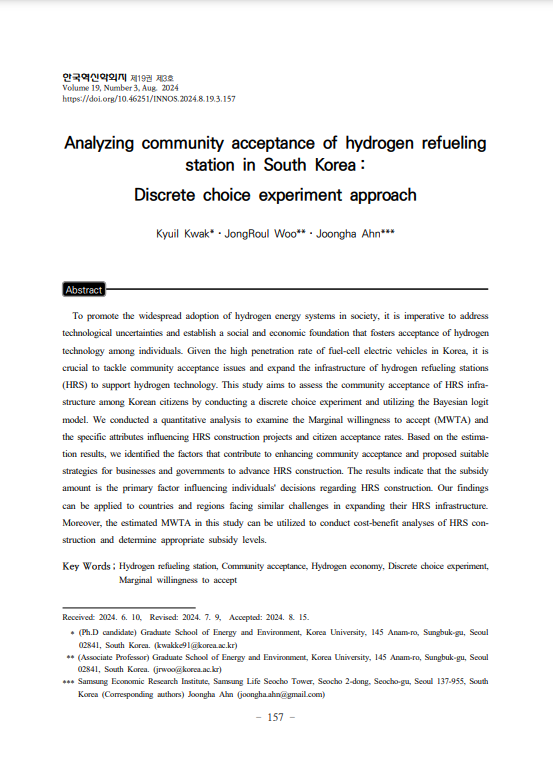 한국혁신학회지 제19권 제3호
Volume 19, Number 3, Aug. 2024
https://doi.org/10.46251/INNOS.2024.8.19.3.157
Analyzing community acceptance of hydrogen refueling
station in South Korea :
Discrete choice experiment approach
Kyuil Kwak*・JongRoul Woo**・Joongha Ahn***
Abstract
To promote the widespread adoption of hydrogen energy systems in society, it is imperative to address
technological uncertainties and establish a social and economic foundation that fosters acceptance of hydrogen
technology among individuals. Given the high penetration rate of fuel-cell electric vehicles in Korea, it is
crucial to tackle community acceptance issues and expand the infrastructure of hydrogen refueling stations
(HRS) to support hydrogen technology. This study aims to assess the community acceptance of HRS infra-
structure among Korean citizens by conducting a discrete choice experiment and utilizing the Bayesian logit
model. We conducted a quantitative analysis to examine the Marginal willingness to accept (MWTA) and
the specific attributes influencing HRS construction projects and citizen acceptance rates. Based on the estima-
tion results, we identified the factors that contribute to enhancing community acceptance and proposed suitable
strategies for businesses and governments to advance HRS construction. The results indicate that the subsidy
amount is the primary factor influencing individuals' decisions regarding HRS construction. Our findings
can be applied to countries and regions facing similar challenges in expanding their HRS infrastructure.
Moreover, the estimated MWTA in this study can be utilized to conduct cost-benefit analyses of HRS con-
struction and determine appropriate subsidy levels.
Key Words : Hydrogen refueling station, Community acceptance, Hydrogen economy, Discrete choice experiment,
Marginal willingness to accept
Received: 2024. 6. 10, Revised: 2024. 7. 9, Accepted: 2024. 8. 15.
* (Ph.D candidate) Graduate School of Energy and Environment, Korea University, 145 Anam-ro, Sungbuk-gu, Seoul
02841, South Korea. (kwakke91@korea.ac.kr)
** (Associate Professor) Graduate School of Energy and Environment, Korea University, 145 Anam-ro, Sungbuk-gu, Seoul
02841, South Korea. (jrwoo@korea.ac.kr)
*** Samsung Economic Research Institute, Samsung Life Seocho Tower, Seocho 2-dong, Seocho-gu, Seoul 137-955, South
Korea (Corresponding authors) Joongha Ahn (joongha.ahn@gmail.com)
- 157 -